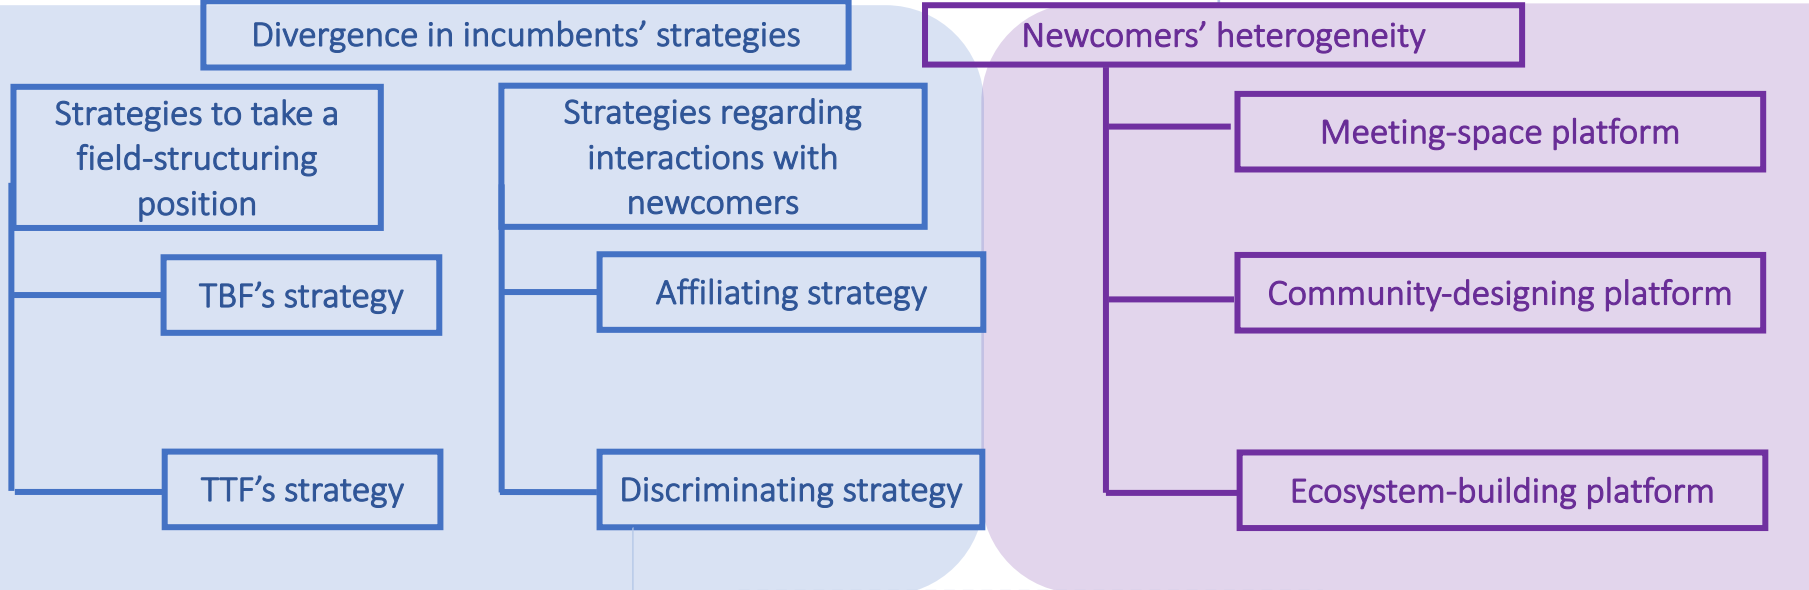 Divergence in incumbents’ strategies
Strategies to take a
field-structuring
position
TBF’s strategy
TTF’s strategy
Strategies regarding
interactions with
newcomers
Affiliating strategy
Discriminating strategy
Newcomers’ heterogeneity
Meeting-space platform
Community-designing platform
Ecosystem-building platform